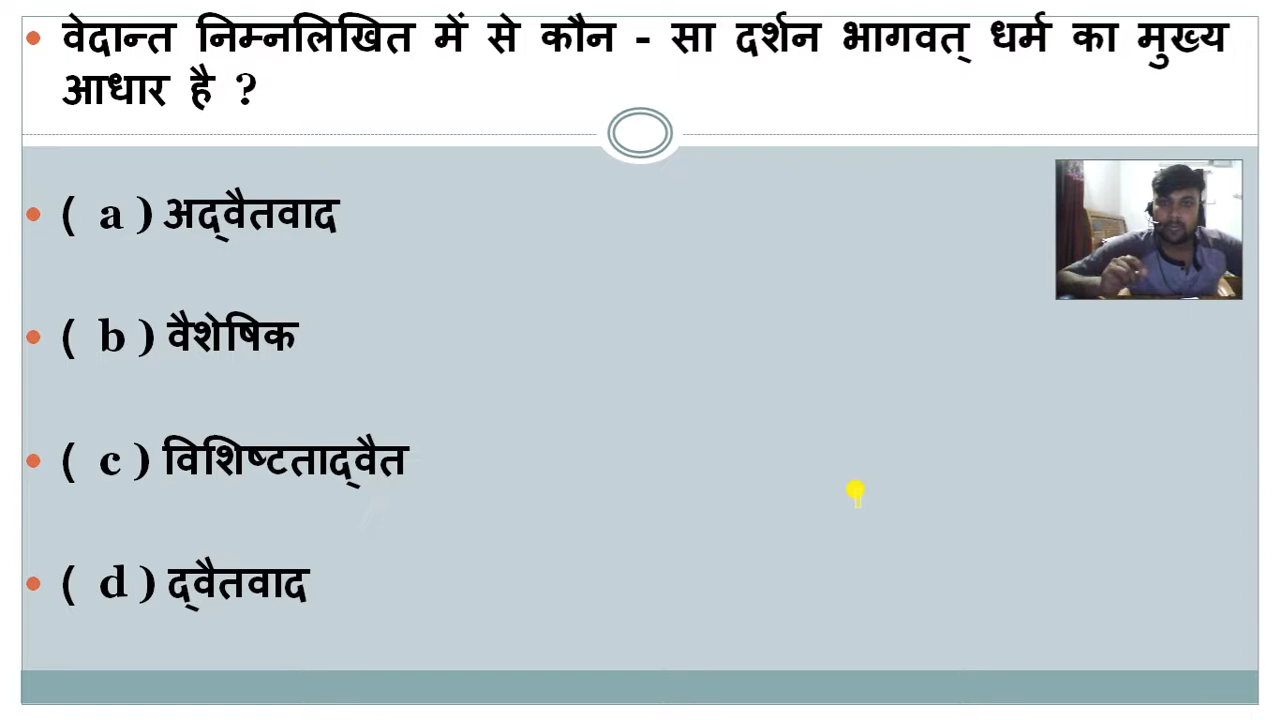 वेदान्त निम्नलिखित में से कौन - सा दर्शन भागवत् धर्म का मुख्य
आधार है ?
( a ) अद्वैतवाद
( b ) वैशेषिक
( c ) विशिष्टताद्वैत
( d ) द्वैतवाद